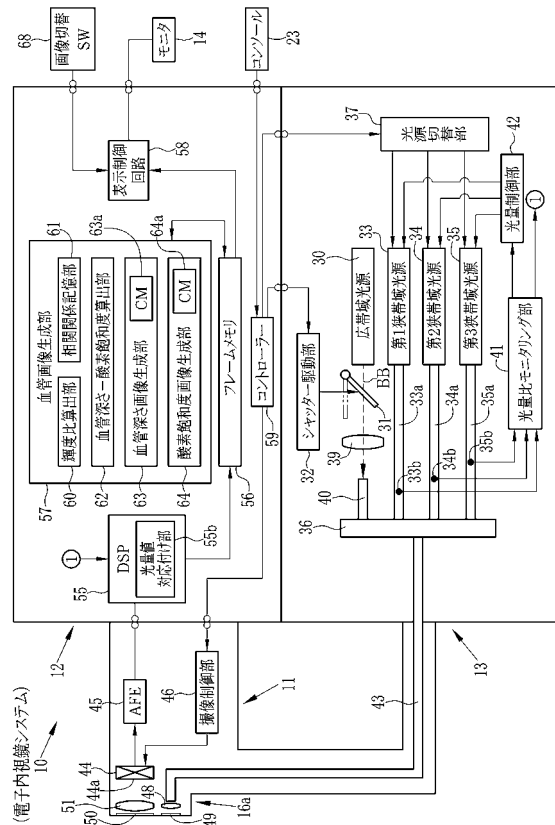 (電子内視鏡システム)
10
11
12
13
16a
43
44
44a
45
AFE
46
撮像制御部
48
49
50
51
55
DSP
55b
光量値
対応付け部
1
57
血管画像生成部
60
輝度比算出部
61
相関関係記憶部
62
血管深さー酸素飽和度算出部
63
血管深さ画像生成部
63a
CM
64
酸素飽和度画像生成部
64a
CM
56
フレームメモリ
59
コントローラー
58
表示制御
回路
68
画像切替
SW
14
モニタ
23
コンソール
32
シャッター駆動部
31
BB
39
40
36
30
広帯域光源
33
第1狭帯域光源
33a
33b
34
第2狭帯域光源
34a
34b
35
第3狭帯域光源
35a
35b
37
光源
切替部
41
光量比モニタリング部
42
光量制御部
1